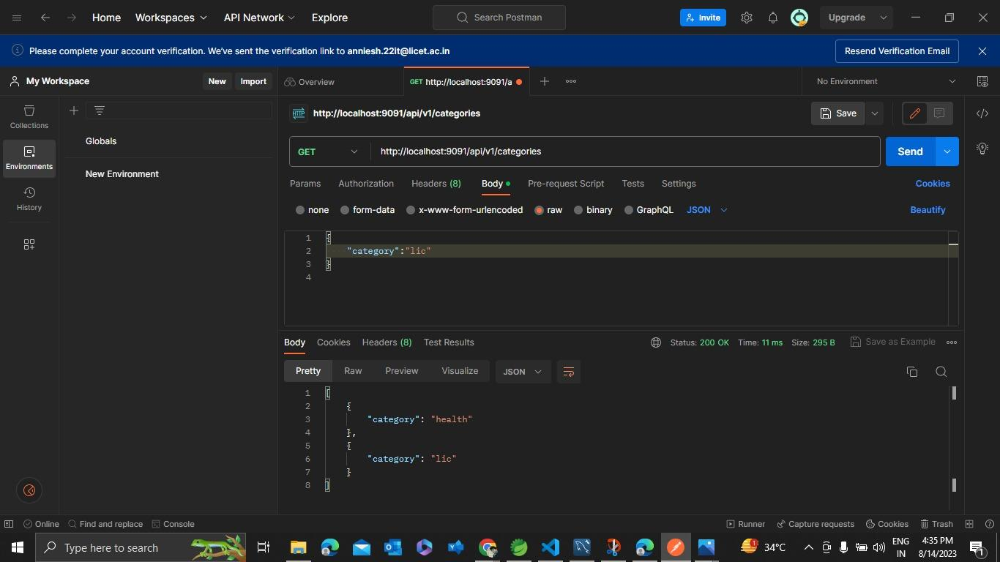 Home Workspaces API Network Explore Search Postman Invite Upgrade
Please complete your account verification. We've sent the verification link to anniesh.22it@licet.ac.in Resend Verification Email
My Workspace New Import Overview GET http://localhost:9091/a No Environment
Collections
Environments
History
Globals
New Environment
HTTP http://localhost:9091/api/v1/categories Save
GET http://localhost:9091/api/v1/categories Send
Params Authorization Headers (8) Body Pre-request Script Tests Settings Cookies
none form-data x-www-form-urlencoded raw binary GraphQL JSON Beautify
1 {
2 "category":"lic"
3 }
4
Body Cookies Headers (8) Test Results Status: 200 OK Time: 11 ms Size: 295 B Save as Example
Pretty Raw Preview Visualize JSON
1 [
2 {
3 "category": "health"
4 },
5 {
6 "category": "lic"
7 }
8 ]
Online Find and replace Console Runner Capture requests Cookies Trash
Type here to search 1 34°C ENG IN 4:35 PM 8/14/2023 1